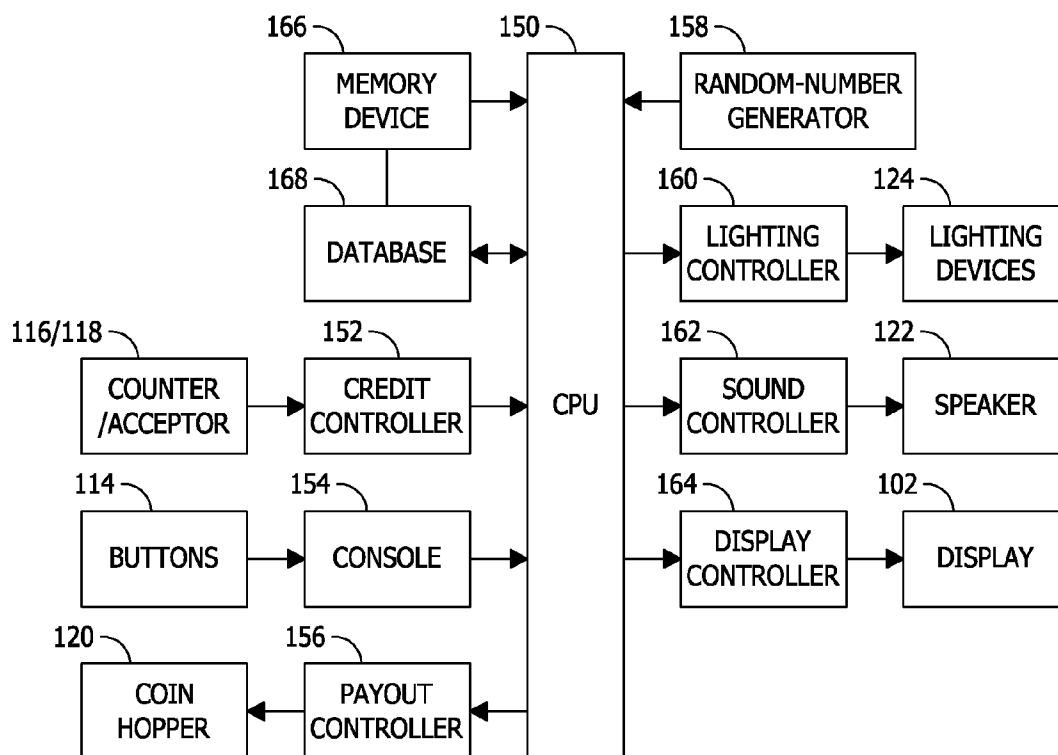 166
150
158
MEMORY
DEVICE
RANDOM-NUMBER
GENERATOR
168
160
124
DATABASE
LIGHTING
CONTROLLER
LIGHTING
DEVICES
116/118
152
162
122
COUNTER
/ACCEPTOR
CREDIT
CONTROLLER
CPU
SOUND
CONTROLLER
SPEAKER
114
154
164
102
BUTTONS
CONSOLE
DISPLAY
CONTROLLER
DISPLAY
120
156
COIN
HOPPER
PAYOUT
CONTROLLER